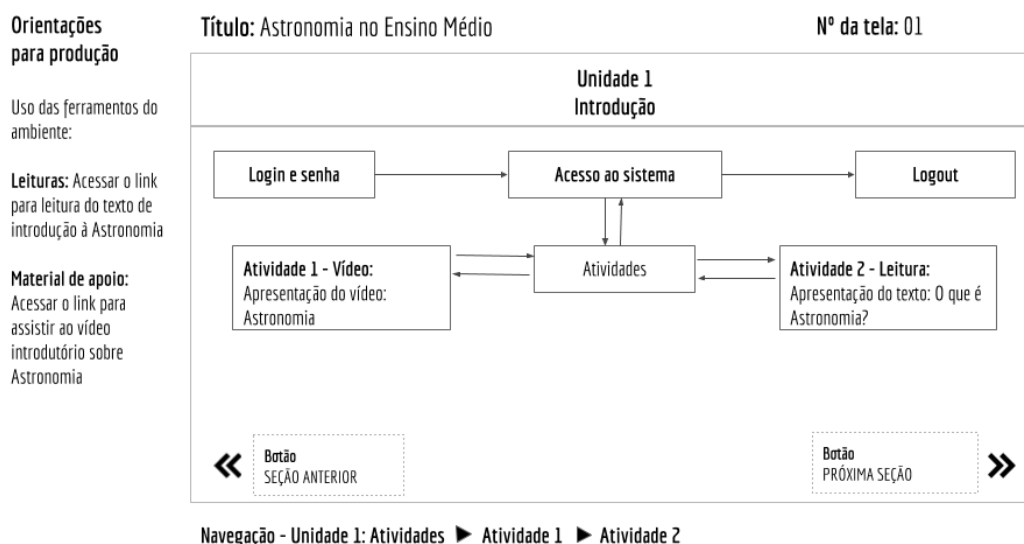 Orientações
para produção
Título: Astronomia no Ensino Médio
Nº da tela: 01
Uso das ferramentos do
ambiente:
Leituras: Acessar o link
para leitura do texto de
introdução à Astronomia
Material de apoio:
Acessar o link para
assistir ao vídeo
introdutório sobre
Astronomia
Unidade 1
Introdução
Login e senha
Acesso ao sistema
Logout
Atividade 1 - Vídeo:
Apresentação do vídeo:
Astronomia
Atividades
Atividade 2 - Leitura:
Apresentação do texto: O que é
Astronomia?
Botão
SEÇÃO ANTERIOR
Botão
PRÓXIMA SEÇÃO
Navegação - Unidade 1: Atividades ▶ Atividade 1 ▶ Atividade 2